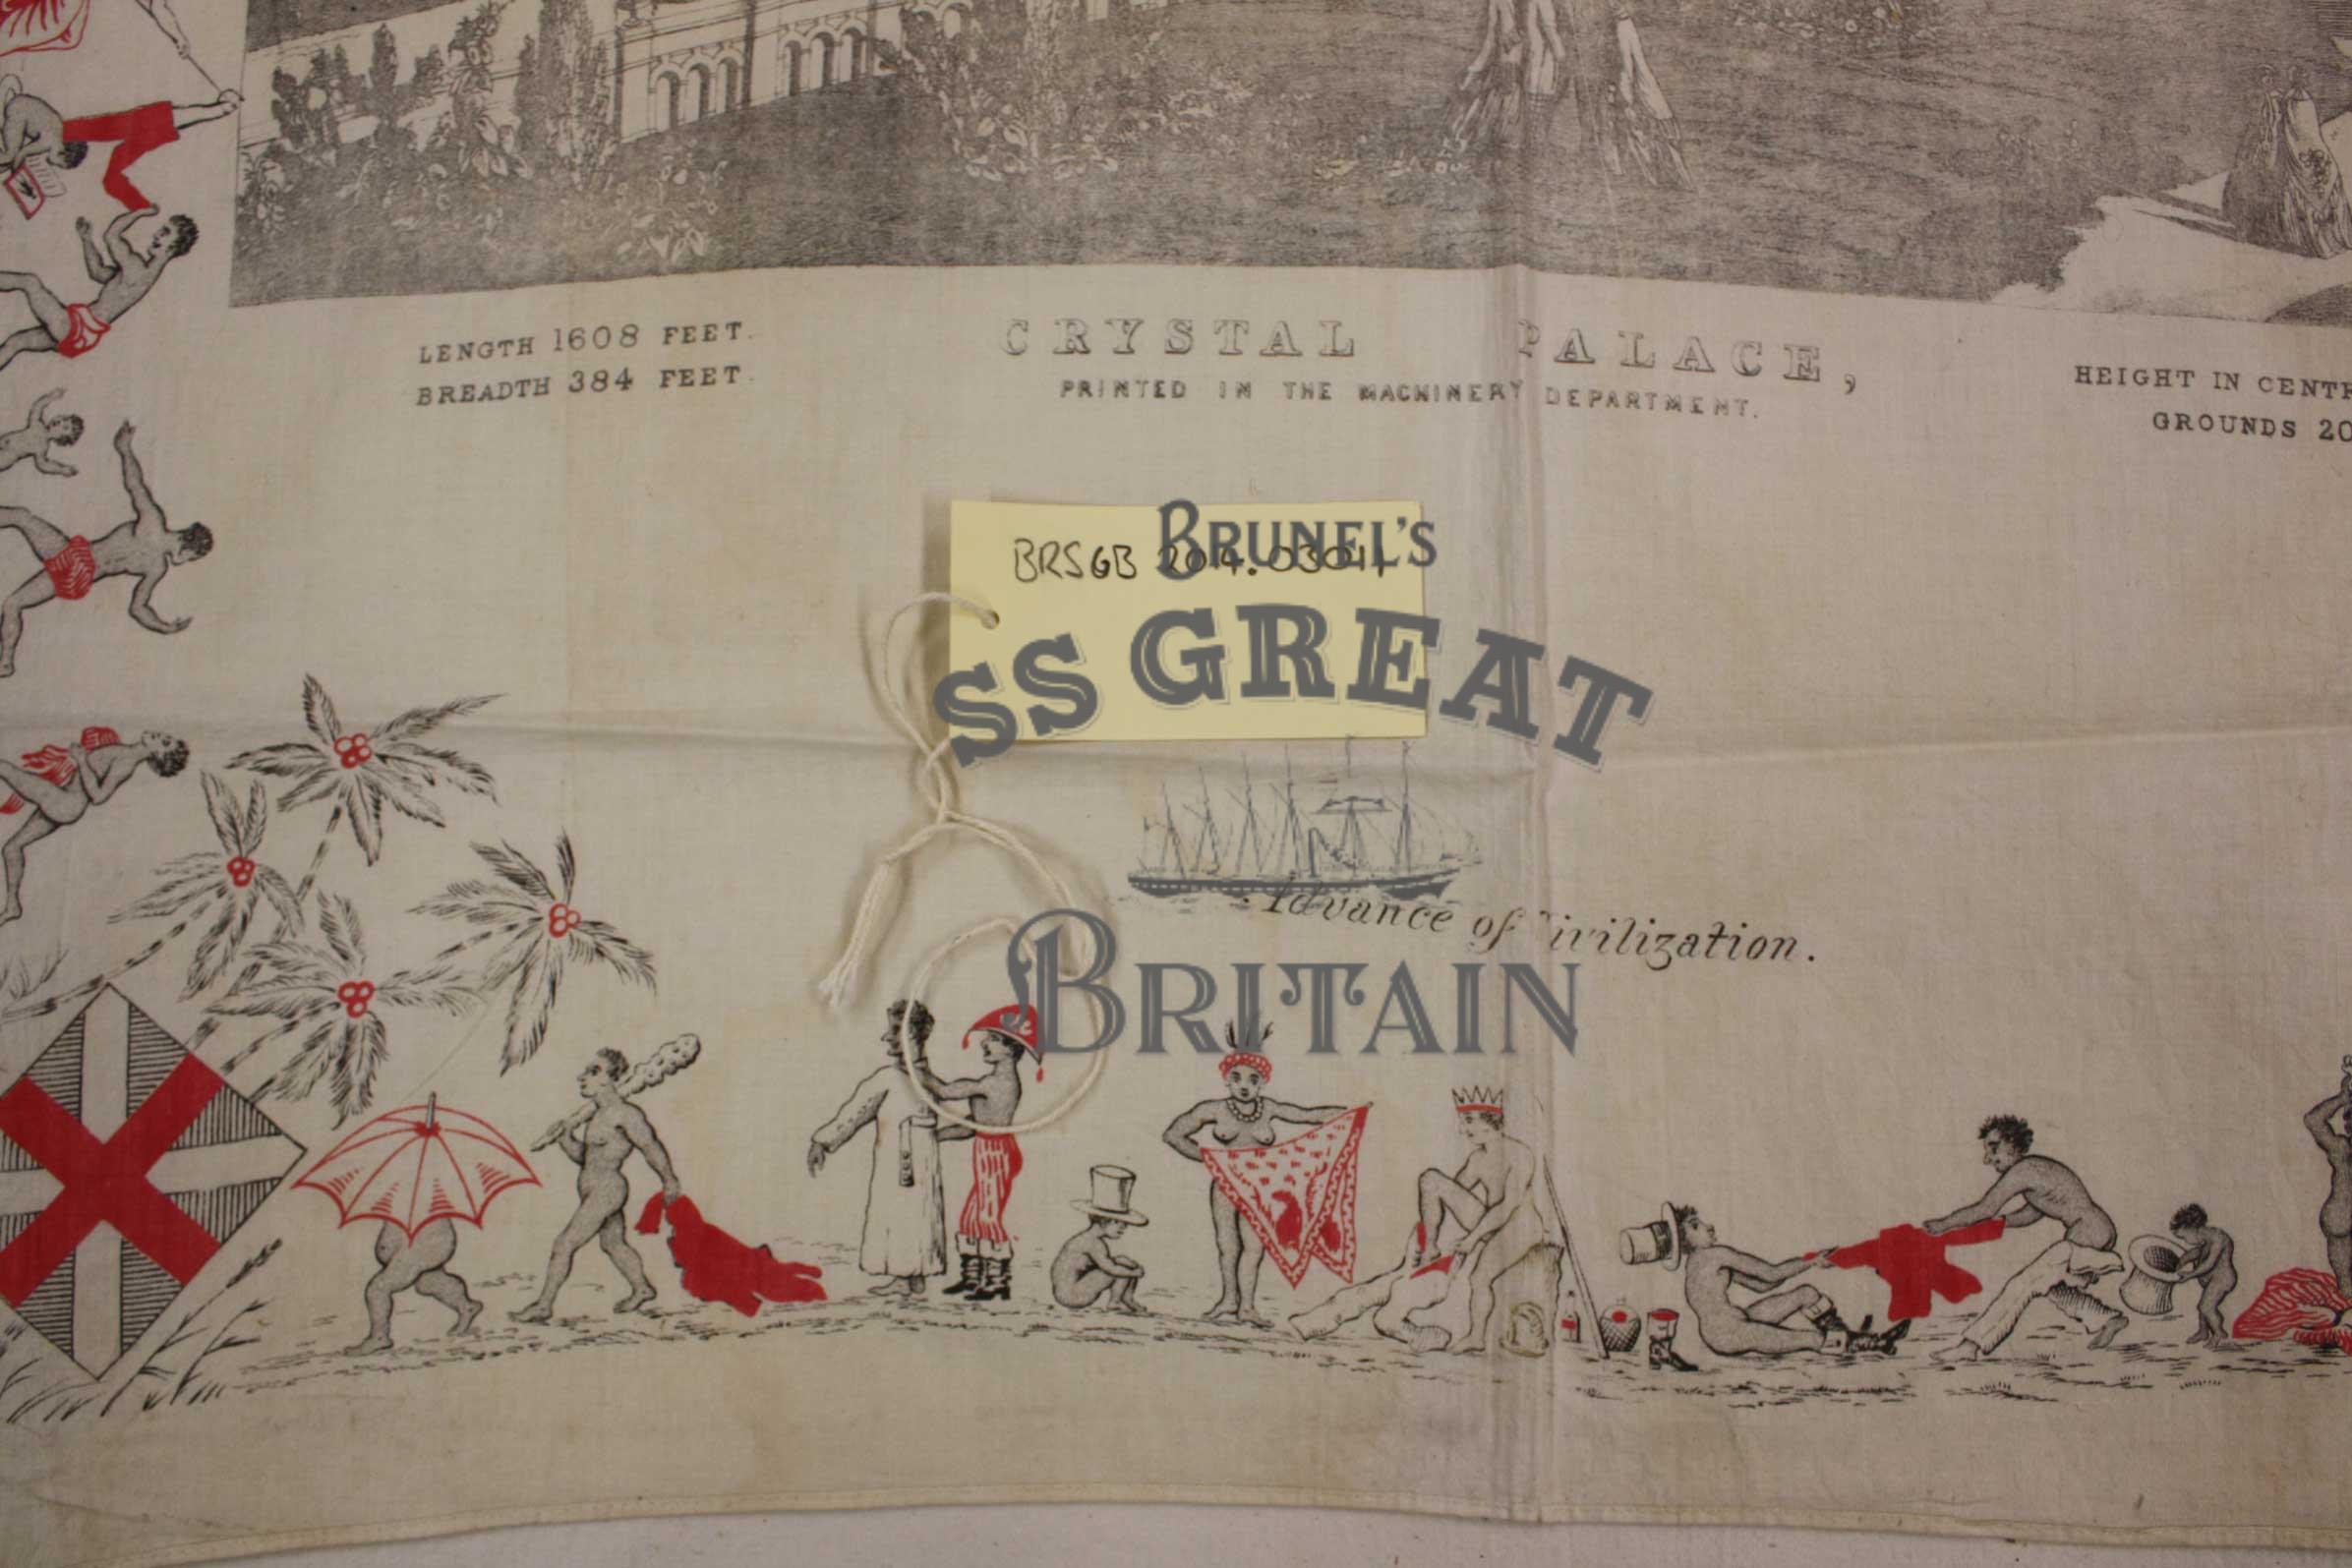 LENGTH 1608 FEET.
BREADTH 384 FEET.
CRYSTAL PALACE,
PRINTED IN THE MACHINERY DEPARTMENT.
HEIGHT IN CENTR
GROUNDS 20
BRSGB
BRUNEL'S
SS GREAT
BRITAIN
Advance of Civilization.